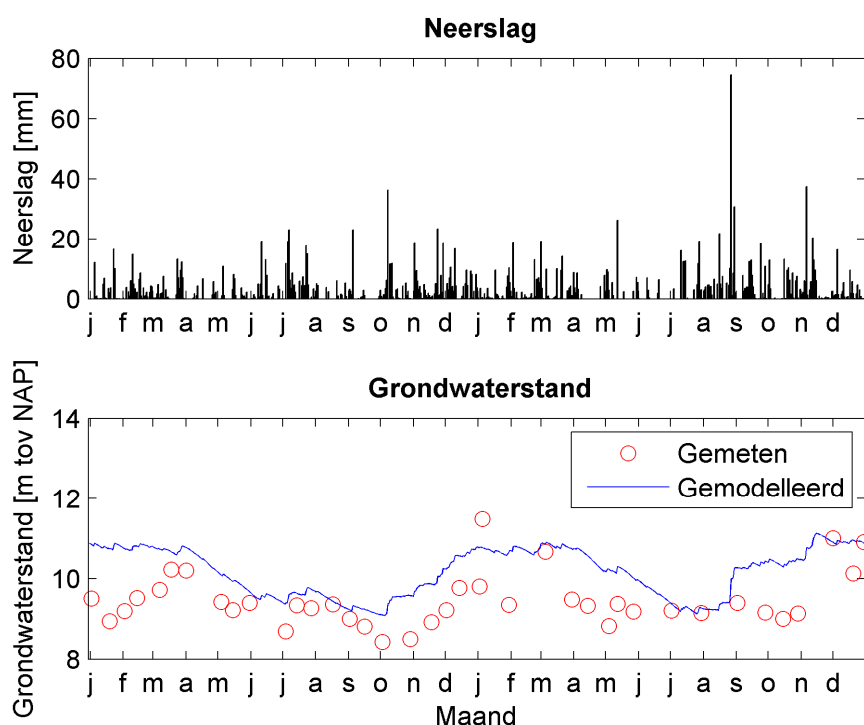 Neerslag
Neerslag [mm]
80
60
40
20
0
j f m a m j j a s o n d j f m a m j j a s o n d
Grondwaterstand
Grondwaterstand [m tov NAP]
14
12
10
8
Gemeten
Gemodelleerd
j f m a m j j a s o n d j f m a m j j a s o n d
Maand